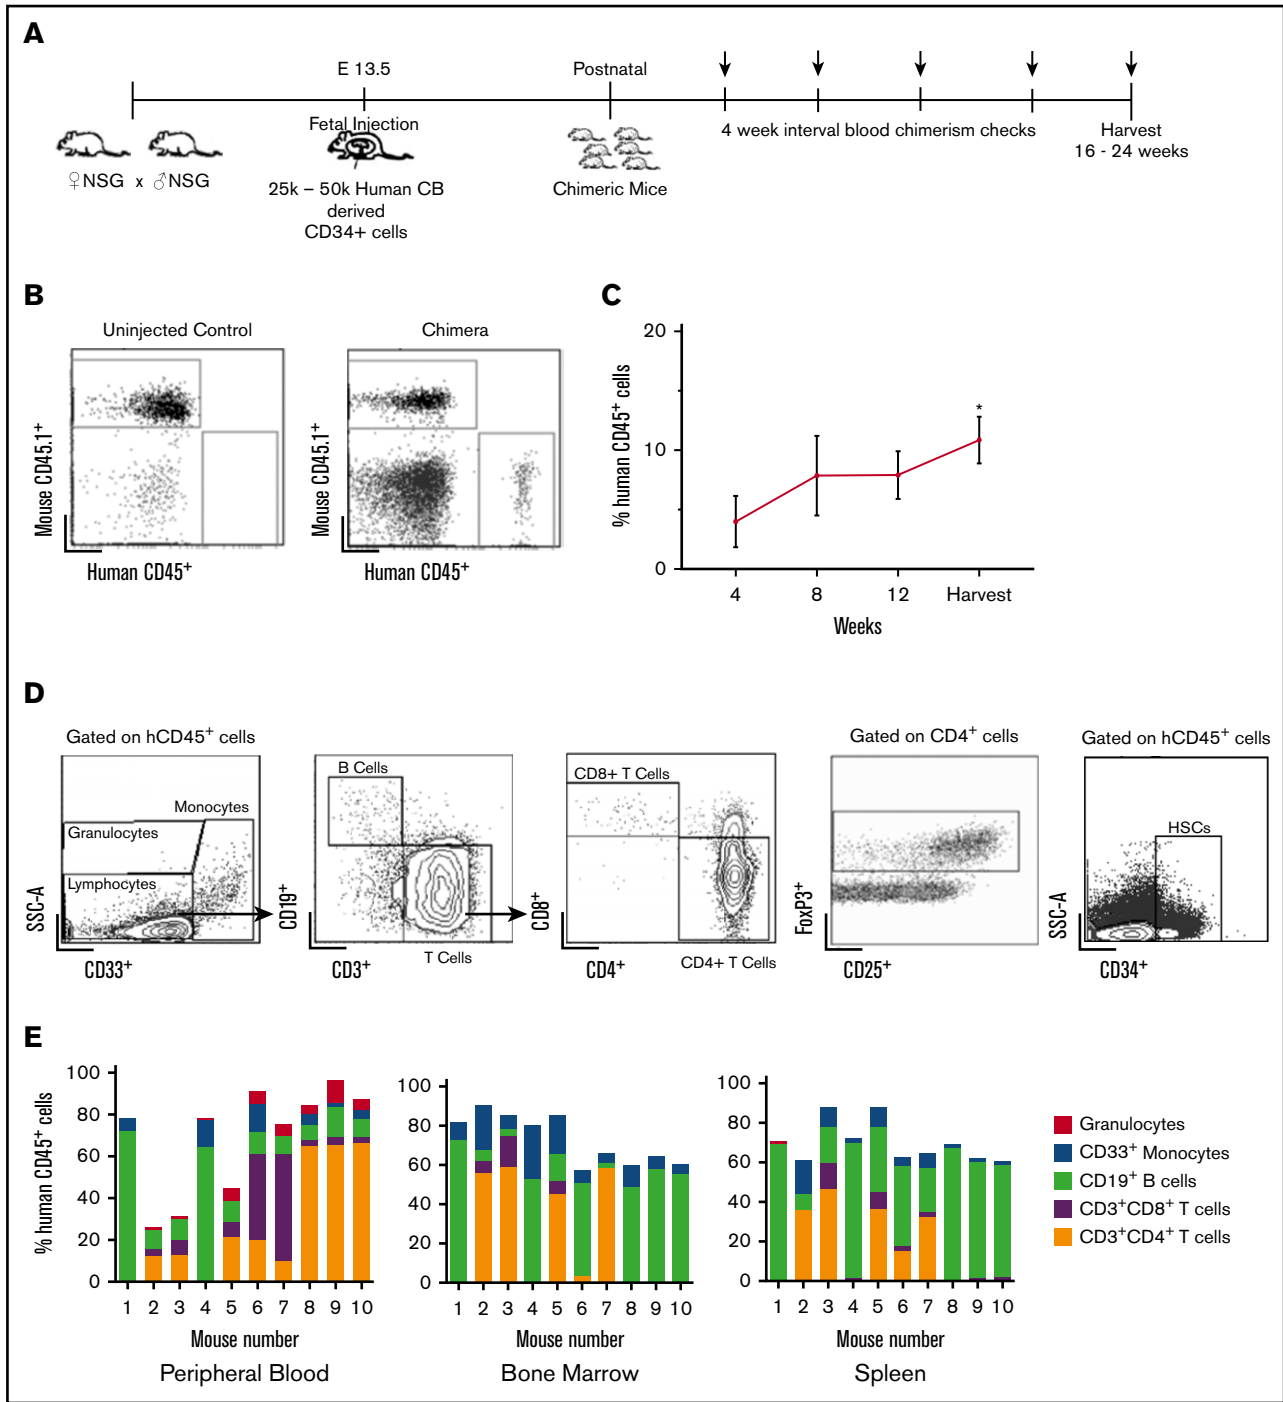 A
E 13.5
Postnatal
Fetal Injection
♀NSG x ♂NSG
25k – 50k Human CB
derived
CD34+ cells
Chimeric Mice
4 week interval blood chimerism checks
Harvest
16 - 24 weeks
B
Uninjected Control
Chimera
Mouse CD45.1+
Human CD45+
Mouse CD45.1+
Human CD45+
C
% human CD45+ cells
20
10
0
*
4 8 12 Harvest
Weeks
D
Gated on hCD45+ cells
Monocytes
Granulocytes
Lymphocytes
SSC-A
CD33+
B Cells
CD19+
CD3+
T Cells
CD8+ T Cells
CD8+
CD4+
CD4+ T Cells
Gated on CD4+ cells
FoxP3+
CD25+
Gated on hCD45+ cells
HSCs
SSC-A
CD34+
E
% human CD45+ cells
100
80
60
40
20
0
1 2 3 4 5 6 7 8 9 10
Mouse number
Peripheral Blood
100
80
60
40
20
0
1 2 3 4 5 6 7 8 9 10
Mouse number
Bone Marrow
100
80
60
40
20
0
1 2 3 4 5 6 7 8 9 10
Mouse number
Spleen
Granulocytes
CD33+ Monocytes
CD19+ B cells
CD3+CD8+ T cells
CD3+CD4+ T cells